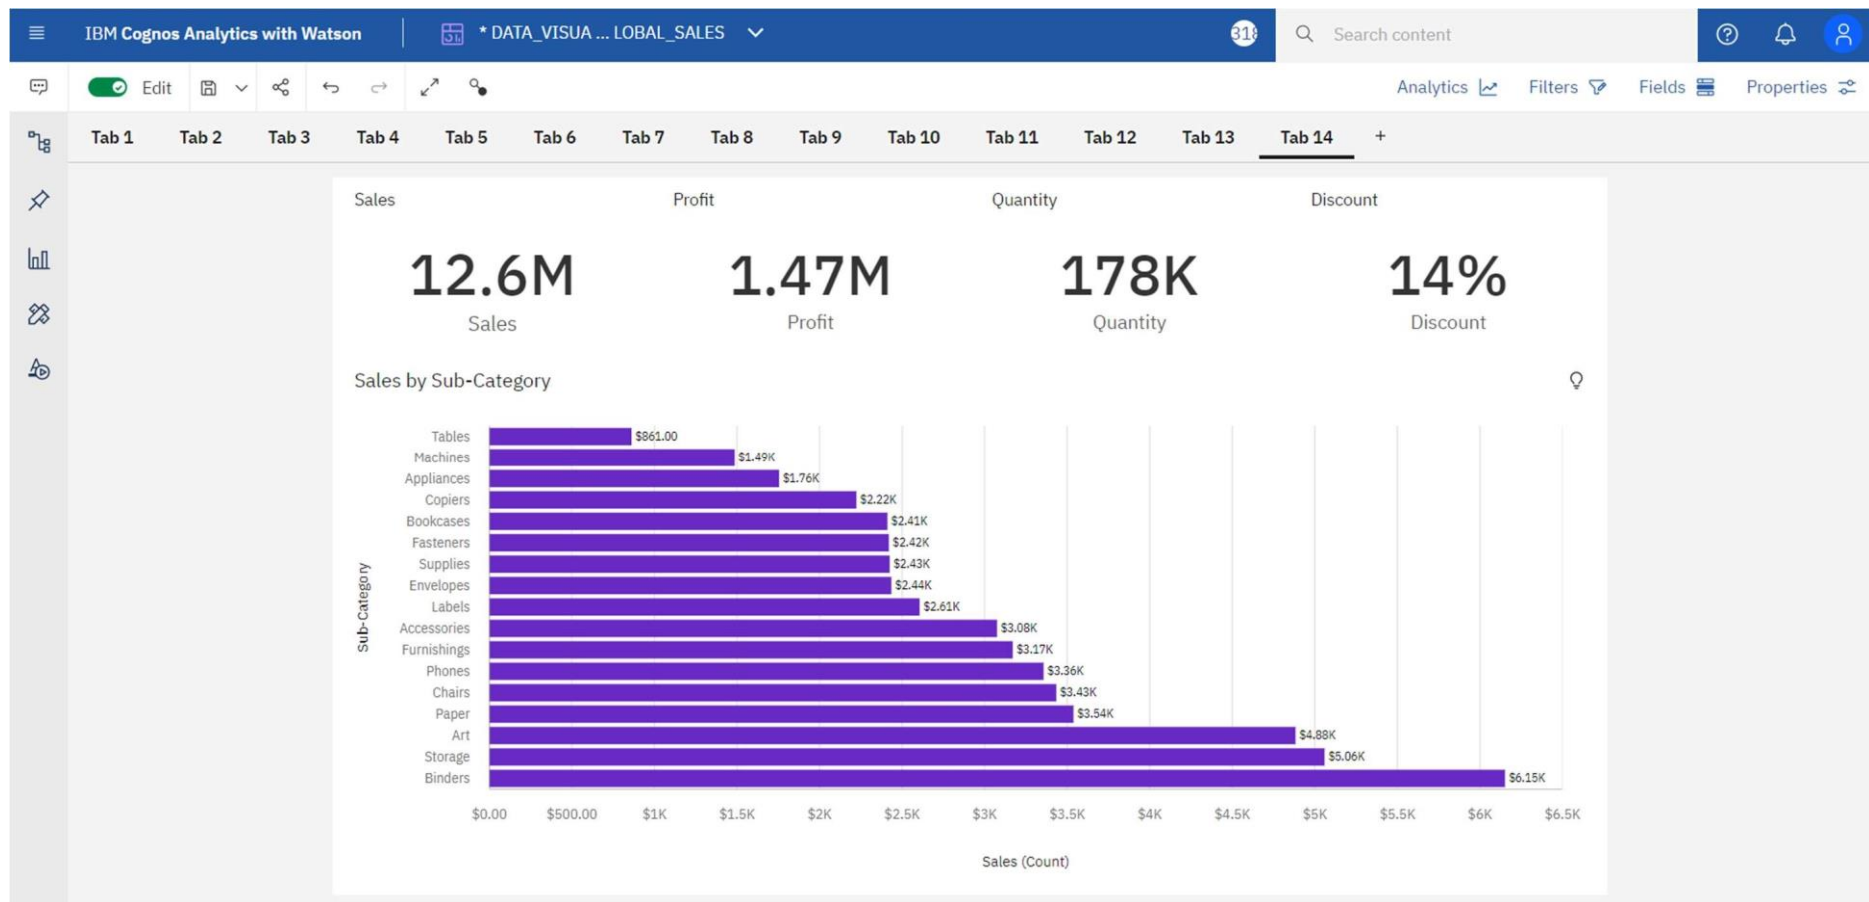 IBM Cognos Analytics with Watson
* DATA_VISUA ... LOBAL_SALES
Search content
Edit
Analytics
Filters
Fields
Properties
Tab 1 Tab 2 Tab 3 Tab 4 Tab 5 Tab 6 Tab 7 Tab 8 Tab 9 Tab 10 Tab 11 Tab 12 Tab 13 Tab 14 +
Sales Profit Quantity Discount
12.6M 1.47M 178K 14%
Sales Profit Quantity Discount
Sales by Sub-Category
Sub-Category
Tables $861.00
Machines $1.49K
Appliances $1.76K
Copiers $2.22K
Bookcases $2.41K
Fasteners $2.42K
Supplies $2.43K
Envelopes $2.44K
Labels $2.61K
Accessories $3.08K
Furnishings $3.17K
Phones $3.36K
Chairs $3.43K
Paper $3.54K
Art $4.88K
Storage $5.06K
Binders $6.15K
$0.00 $500.00 $1K $1.5K $2K $2.5K $3K $3.5K $4K $4.5K $5K $5.5K $6K $6.5K
Sales (Count)